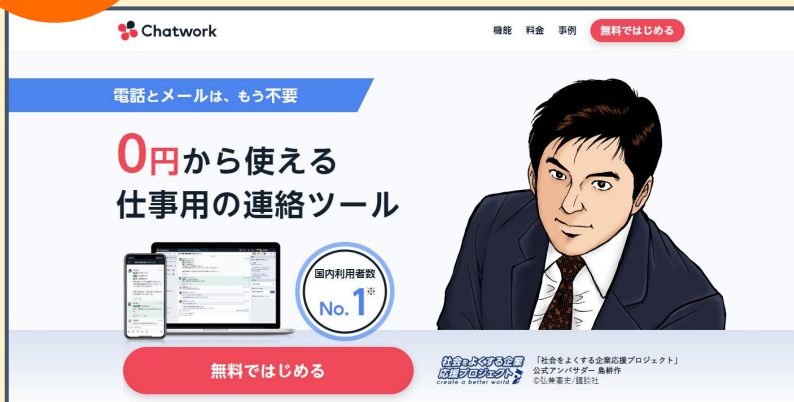 Chatwork
機能 料金 事例 無料ではじめる
電話とメールは、もう不要
0円から使える
仕事用の連絡ツール
国内利用者数
No.1※
無料ではじめる
社会をよくする企業
応援プロジェクト
create a better world
「社会をよくする企業応援プロジェクト」
公式アンバサダー 島耕作
©弘兼憲史/講談社